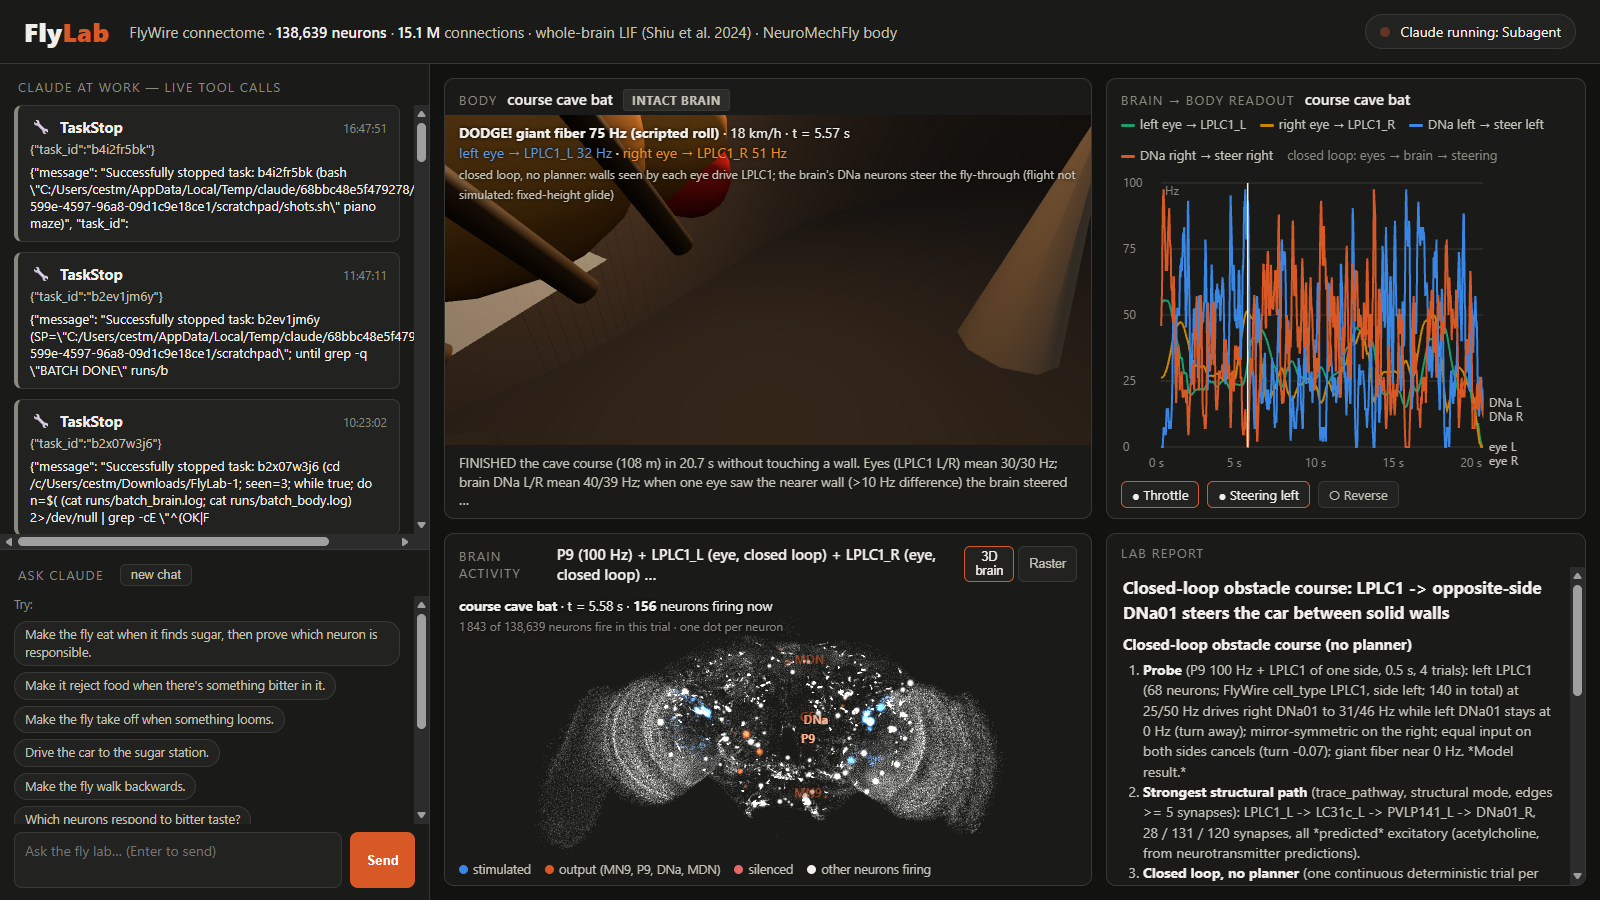 FlyLab FlyWire connectome · 138,639 neurons · 15.1 M connections · whole-brain LIF (Shiu et al. 2024) · NeuroMechFly body
Claude running: Subagent
CLAUDE AT WORK — LIVE TOOL CALLS
TaskStop 16:47:51
{"task_id":"b4i2fr5bk"}
{"message": "Successfully stopped task: b4i2fr5bk (bash
\"C:/Users/cestm/AppData/Local/Temp/claude/68bbc48e5f479278/
599e-4597-96a8-09d1c9e18ce1/scratchpad/shots.sh\" piano
maze)", "task_id":
TaskStop 11:47:11
{"task_id":"b2ev1jm6y"}
{"message": "Successfully stopped task: b2ev1jm6y
(SP=\"C:/Users/cestm/AppData/Local/Temp/claude/68bbc48e5f479
599e-4597-96a8-09d1c9e18ce1/scratchpad\"; until grep -q
\"BATCH DONE\" runs/b
TaskStop 10:23:02
{"task_id":"b2x07w3j6"}
{"message": "Successfully stopped task: b2x07w3j6 (cd
/c/Users/cestm/Downloads/FlyLab-1; seen=3; while true; do
n=$( (cat runs/batch_brain.log; cat runs/batch_body.log)
2>/dev/null | grep -cE \"^(OK|F
ASK CLAUDE new chat
Try:
Make the fly eat when it finds sugar, then prove which neuron is
responsible.
Make it reject food when there's something bitter in it.
Make the fly take off when something looms.
Drive the car to the sugar station.
Make the fly walk backwards.
Which neurons respond to bitter taste?
Ask the fly lab... (Enter to send)
Send
BODY course cave bat INTACT BRAIN
DODGE! giant fiber 75 Hz (scripted roll) · 18 km/h · t = 5.57 s
left eye → LPLC1_L 32 Hz · right eye → LPLC1_R 51 Hz
closed loop, no planner: walls seen by each eye drive LPLC1; the brain's DNa neurons steer the fly-through (flight not
simulated: fixed-height glide)
FINISHED the cave course (108 m) in 20.7 s without touching a wall. Eyes (LPLC1 L/R) mean 30/30 Hz;
brain DNa L/R mean 40/39 Hz; when one eye saw the nearer wall (>10 Hz difference) the brain steered
...
BRAIN → BODY READOUT course cave bat
left eye → LPLC1_L right eye → LPLC1_R DNa left → steer left
DNa right → steer right closed loop: eyes → brain → steering
100
Hz
75
50
25
0
DNa L
DNa R
eye L
eye R
0 s 5 s 10 s 15 s 20 s
● Throttle ● Steering left ○ Reverse
BRAIN ACTIVITY
P9 (100 Hz) + LPLC1_L (eye, closed loop) + LPLC1_R (eye,
closed loop) ...
3D brain
Raster
course cave bat · t = 5.58 s · 156 neurons firing now
1 843 of 138,639 neurons fire in this trial · one dot per neuron
MDN
DNa
P9
MN9
stimulated output (MN9, P9, DNa, MDN) silenced other neurons firing
LAB REPORT
Closed-loop obstacle course: LPLC1 -> opposite-side
DNa01 steers the car between solid walls
Closed-loop obstacle course (no planner)
1. Probe (P9 100 Hz + LPLC1 of one side, 0.5 s, 4 trials): left LPLC1
(68 neurons; FlyWire cell_type LPLC1, side left; 140 in total) at
25/50 Hz drives right DNa01 to 31/46 Hz while left DNa01 stays at
0 Hz (turn away); mirror-symmetric on the right; equal input on
both sides cancels (turn -0.07); giant fiber near 0 Hz. *Model
result.*
2. Strongest structural path (trace_pathway, structural mode, edges
>= 5 synapses): LPLC1_L -> LC31c_L -> PVLP141_L -> DNa01_R,
28 / 131 / 120 synapses, all *predicted* excitatory (acetylcholine,
from neurotransmitter predictions).
3. Closed loop, no planner (one continuous deterministic trial per